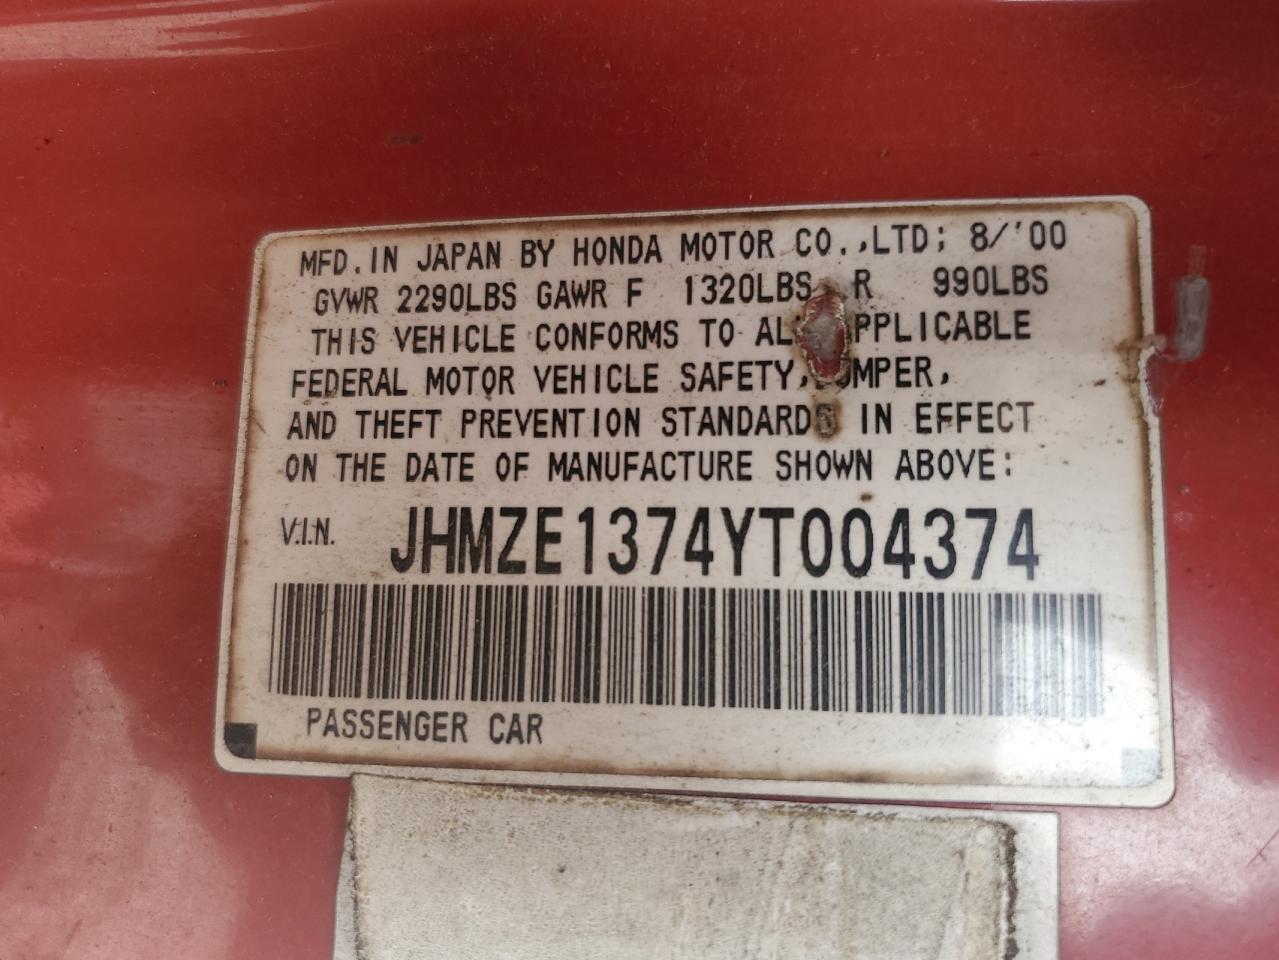 MFD. IN JAPAN BY HONDA MOTOR CO.,LTD; 8/'00
GVWR 2290LBS GAWR F 1320LBS R 990LBS
THIS VEHICLE CONFORMS TO ALL APPLICABLE
FEDERAL MOTOR VEHICLE SAFETY, BUMPER,
AND THEFT PREVENTION STANDARDS IN EFFECT
ON THE DATE OF MANUFACTURE SHOWN ABOVE:
V.I.N. JHMZE1374YT004374
PASSENGER CAR